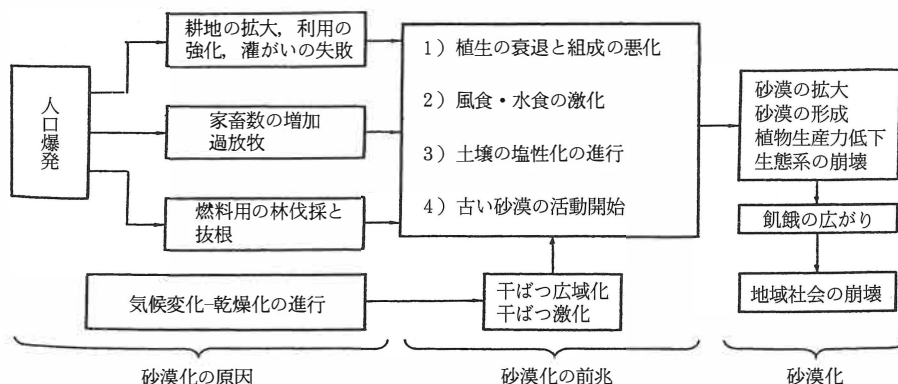 人口爆発
耕地の拡大，利用の
強化，灌がいの失敗
家畜数の増加
過放牧
燃料用の林伐採と
抜根
気候変化−乾燥化の進行
1）植生の衰退と組成の悪化
2）風食・水食の激化
3）土壌の塩性化の進行
4）古い砂漠の活動開始
干ばつ広域化
干ばつ激化
砂漠の拡大
砂漠の形成
植物生産力低下
生態系の崩壊
飢餓の広がり
地域社会の崩壊
砂漠化の原因
砂漠化の前兆
砂漠化